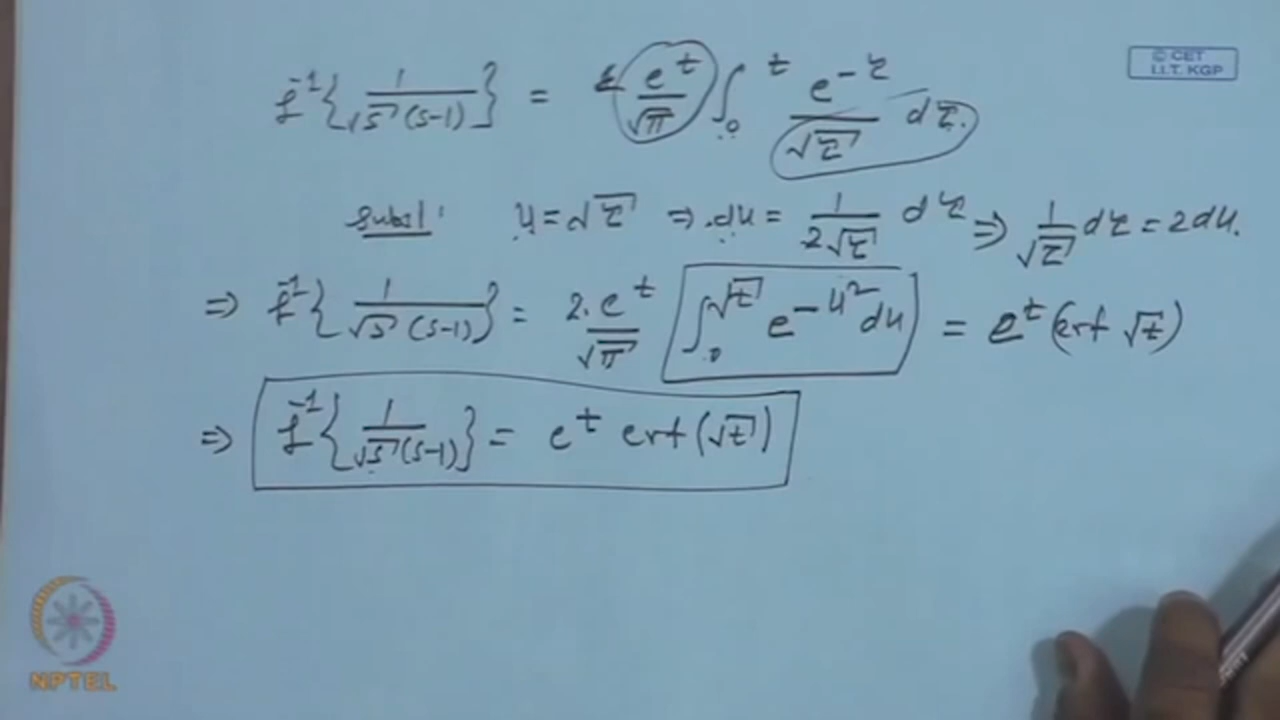 © CET
I.I.T. KGP
£⁻¹{1/(√s (s-1))} = e^t/√π ∫₀^t e^(-τ)/√τ dτ.
subst: u = √τ ⇒ du = 1/(2√τ) dτ ⇒ 1/√τ dτ = 2du.
⇒ £⁻¹{1/(√s (s-1))} = 2·e^t/√π ∫₀^√t e^(-u²) du = e^t (erf √t)
⇒ £⁻¹{1/(√s (s-1))} = e^t erf(√t)
NPTEL